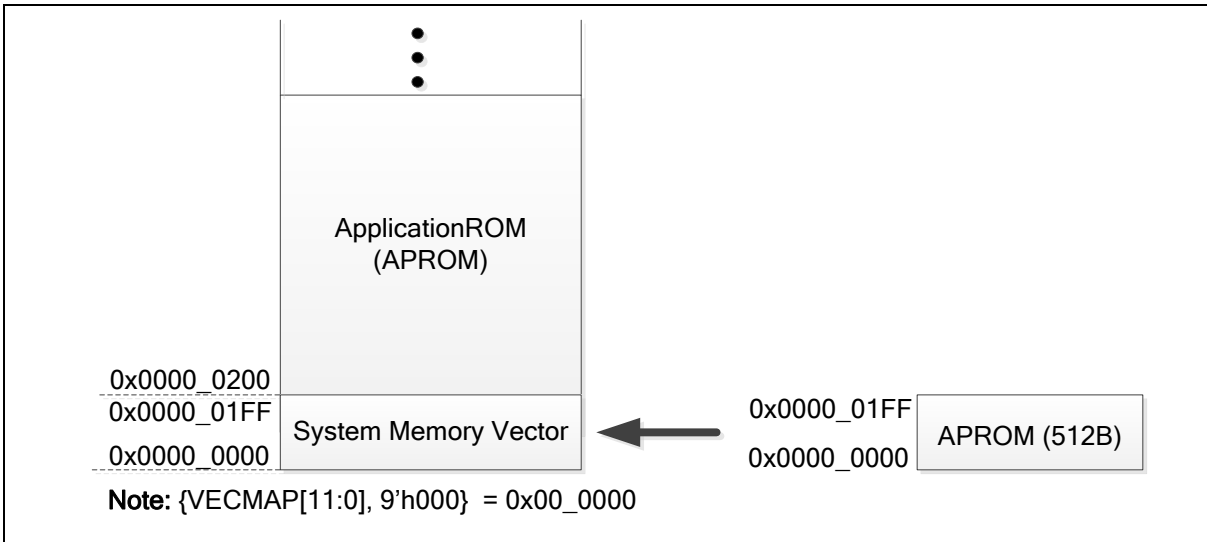 ApplicationROM
(APROM)
0x0000_0200
0x0000_01FF
System Memory Vector
0x0000_0000
0x0000_01FF
APROM (512B)
0x0000_0000
Note: {VECMAP[11:0], 9’h000} = 0x00_0000